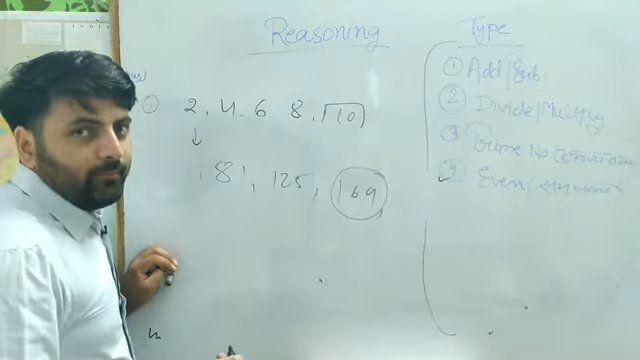 Reasoning
Type
① 2, 4, 6 8, 10
, 81, 125, 169
① Add/Sub
② Divide/Multiply
③ Prime No
④ Even/